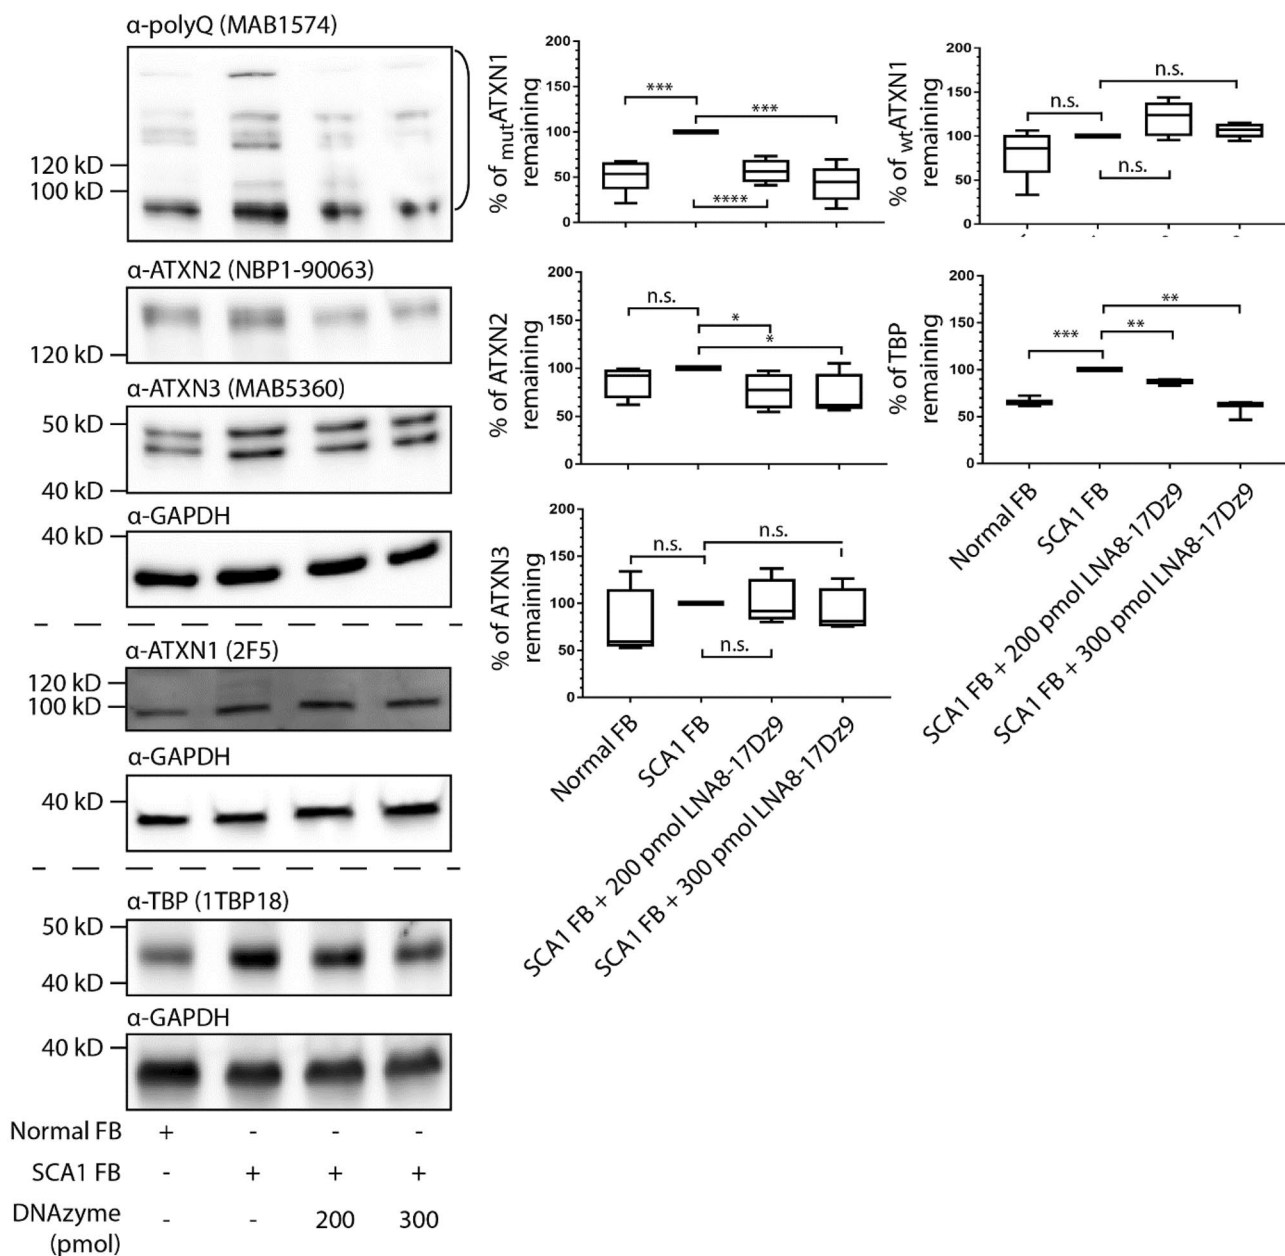 α-polyQ (MAB1574)
120 kD
100 kD
α-ATXN2 (NBP1-90063)
120 kD
α-ATXN3 (MAB5360)
50 kD
40 kD
α-GAPDH
40 kD
α-ATXN1 (2F5)
120 kD
100 kD
α-GAPDH
40 kD
α-TBP (1TBP18)
50 kD
40 kD
α-GAPDH
40 kD
Normal FB + - - -
SCA1 FB - + + +
DNAzyme (pmol) - - 200 300
% of mutATXN1
remaining
200
150
100
50
0
***
***
****
% of wtATXN1
remaining
200
150
100
50
0
n.s.
n.s.
n.s.
% of ATXN2
remaining
200
150
100
50
0
n.s.
*
*
% of TBP
remaining
200
150
100
50
0
***
**
**
Normal FB
SCA1 FB
SCA1 FB + 200 pmol LNA8-17Dz9
SCA1 FB + 300 pmol LNA8-17Dz9
% of ATXN3
remaining
200
150
100
50
0
n.s.
n.s.
n.s.
Normal FB
SCA1 FB
SCA1 FB + 200 pmol LNA8-17Dz9
SCA1 FB + 300 pmol LNA8-17Dz9